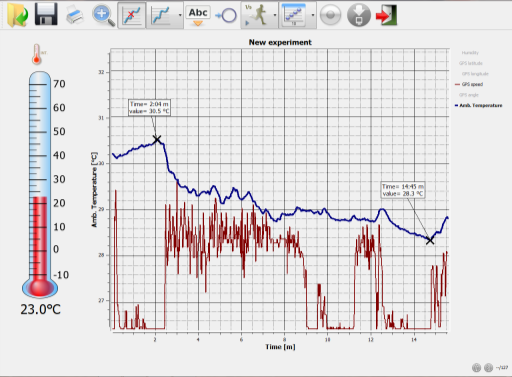 Abc
New experiment
70
60
50
40
30
20
10
0
-10
23.0°C
32
31
30
29
28
27
Amb. Temperature [°C]
Time= 2:04 m
value= 30.5 °C
Time= 14:45 m
value= 28.3 °C
2
4
6
8
10
12
14
Time [m]
Humidity
GPS latitude
GPS longitude
GPS speed
GPS angle
Amb. Temperature
--/127